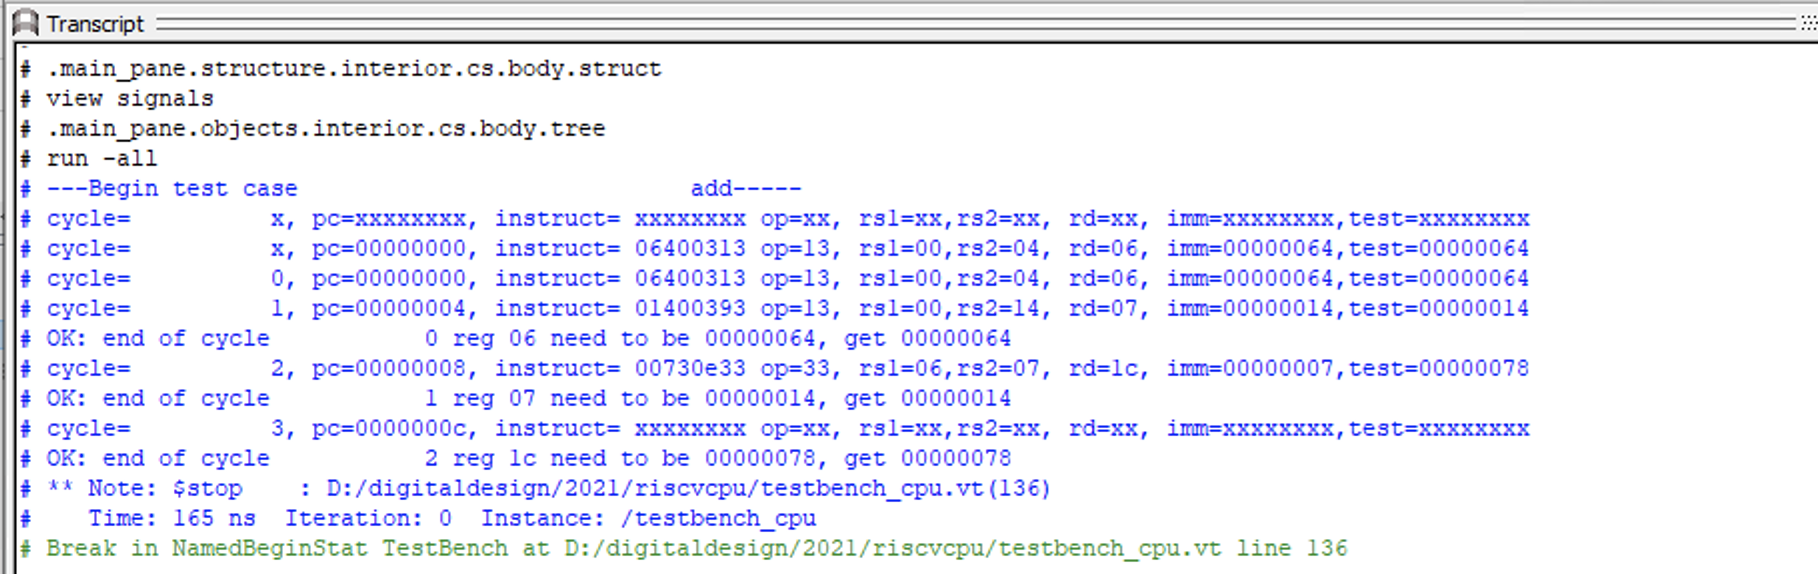 Transcript
# .main_pane.structure.interior.cs.body.struct
# view signals
# .main_pane.objects.interior.cs.body.tree
# run -all
# ---Begin test case                            add-----
# cycle=          x, pc=xxxxxxxx, instruct= xxxxxxxx op=xx, rs1=xx,rs2=xx, rd=xx, imm=xxxxxxxx,test=xxxxxxxx
# cycle=          x, pc=00000000, instruct= 06400313 op=13, rs1=00,rs2=04, rd=06, imm=00000064,test=00000064
# cycle=          0, pc=00000000, instruct= 06400313 op=13, rs1=00,rs2=04, rd=06, imm=00000064,test=00000064
# cycle=          1, pc=00000004, instruct= 01400393 op=13, rs1=00,rs2=14, rd=07, imm=00000014,test=00000014
# OK: end of cycle           0 reg 06 need to be 00000064, get 00000064
# cycle=          2, pc=00000008, instruct= 00730e33 op=33, rs1=06,rs2=07, rd=1c, imm=00000007,test=00000078
# OK: end of cycle           1 reg 07 need to be 00000014, get 00000014
# cycle=          3, pc=0000000c, instruct= xxxxxxxx op=xx, rs1=xx,rs2=xx, rd=xx, imm=xxxxxxxx,test=xxxxxxxx
# OK: end of cycle           2 reg 1c need to be 00000078, get 00000078
# ** Note: $stop    : D:/digitaldesign/2021/riscvcpu/testbench_cpu.vt(136)
#    Time: 165 ns  Iteration: 0  Instance: /testbench_cpu
# Break in NamedBeginStat TestBench at D:/digitaldesign/2021/riscvcpu/testbench_cpu.vt line 136